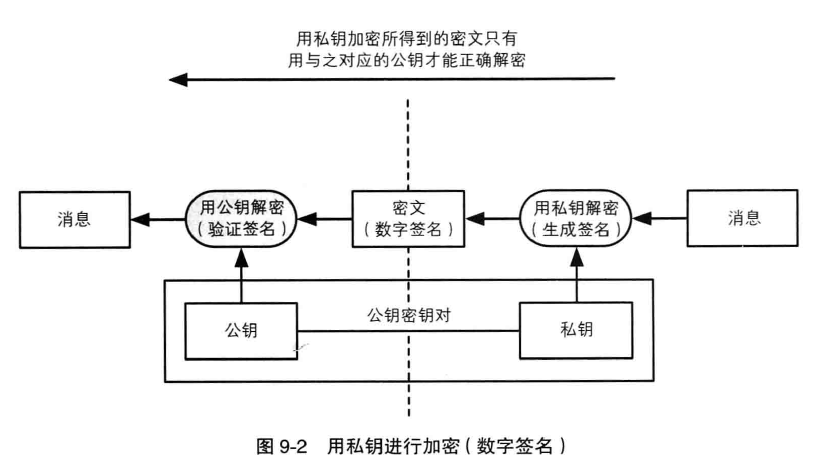 用私钥加密所得到的密文只有
用与之对应的公钥才能正确解密
消息
用公钥解密
(验证签名)
密文
(数字签名)
用私钥解密
(生成签名)
消息
公钥
公钥密钥对
私钥
图 9-2 用私钥进行加密(数字签名)